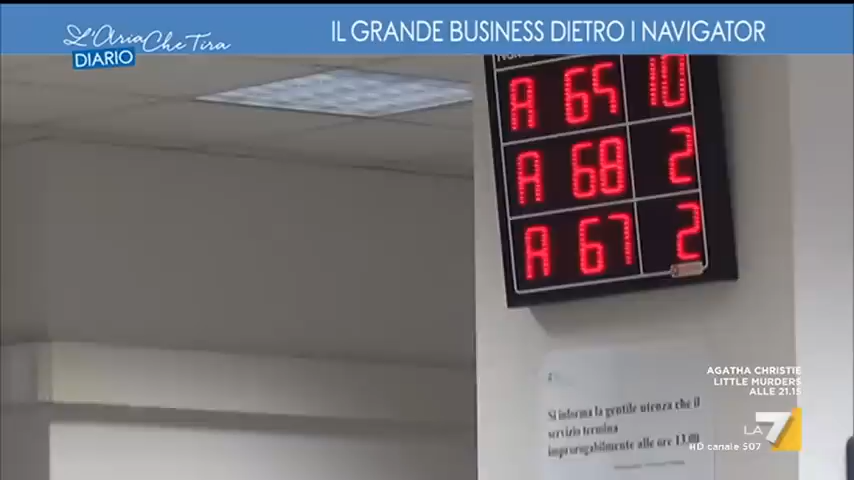 L'Aria Che Tira
DIARIO
IL GRANDE BUSINESS DIETRO I NAVIGATOR
A 65 10
A 68 2
A 67 2
AGATHA CHRISTIE
LITTLE MURDERS
ALLE 21.15
LA 7
HD canale 507
Si informa la gentile utenza che il
servizio termina
improrogabilmente alle ore 13.00